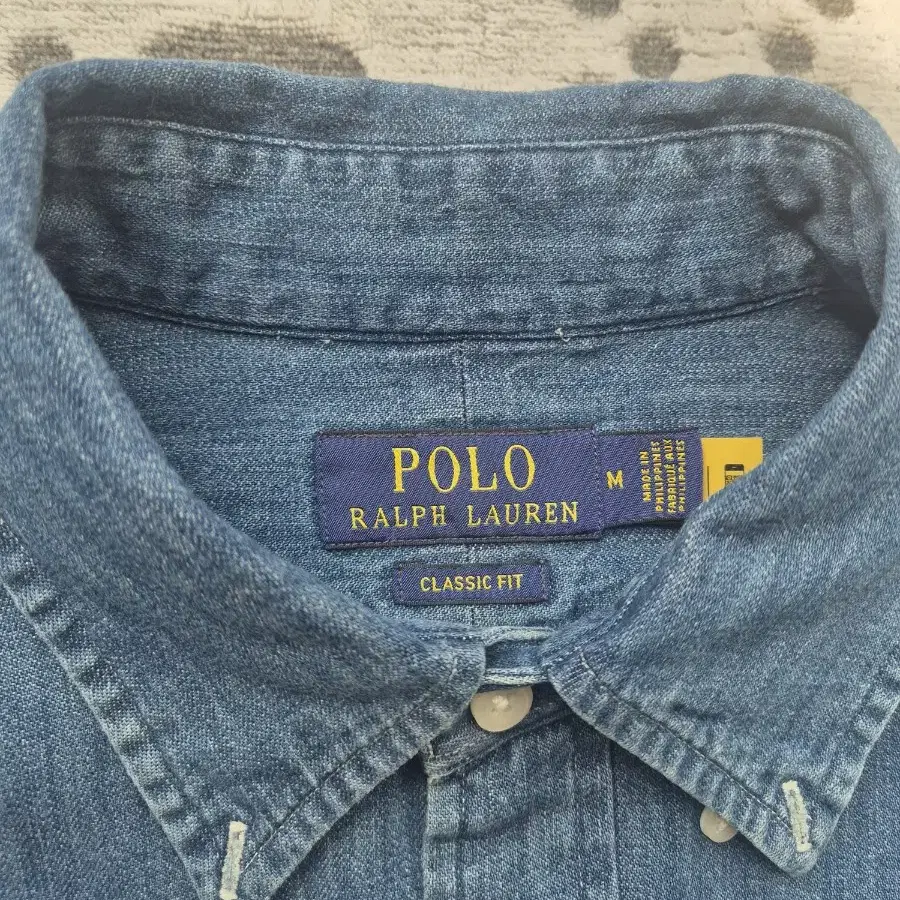 POLO
RALPH LAUREN
M
MADE IN
PHILIPPINES
FABRIQUÉ AUX
PHILIPPINES
CLASSIC FIT